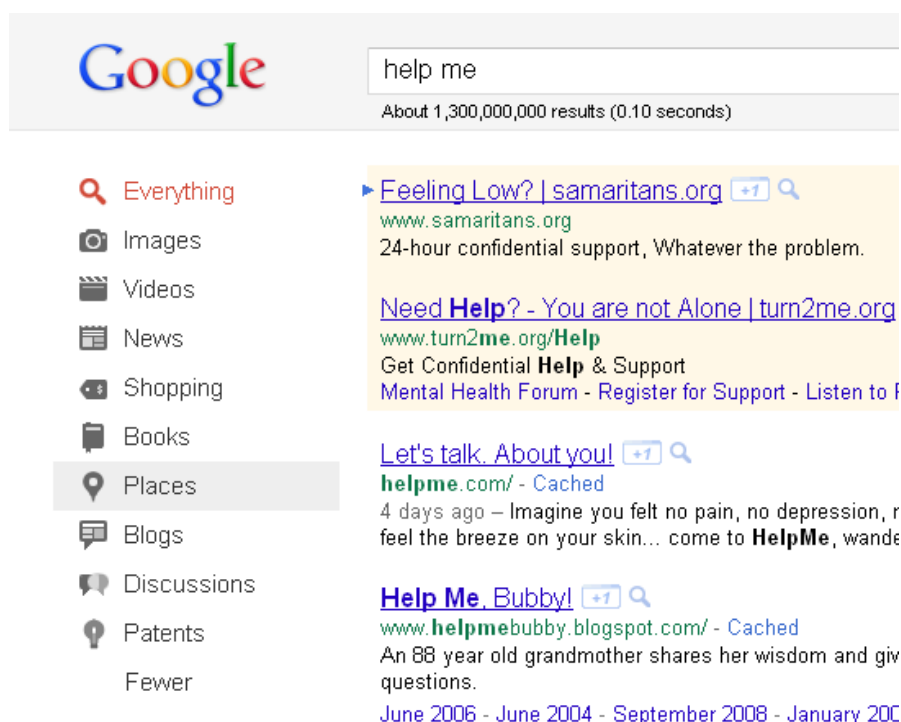 Google
help me
About 1,300,000,000 results (0.10 seconds)
Everything
Images
Videos
News
Shopping
Books
Places
Blogs
Discussions
Patents
Fewer
Feeling Low? | samaritans.org +1
www.samaritans.org
24-hour confidential support, Whatever the problem.
Need Help? - You are not Alone | turn2me.org
www.turn2me.org/Help
Get Confidential Help & Support
Mental Health Forum - Register for Support - Listen to
Let's talk. About you! +1
helpme.com/ - Cached
4 days ago – Imagine you felt no pain, no depression,
feel the breeze on your skin... come to HelpMe,
Help Me, Bubby! +1
www.helpmebubby.blogspot.com/ - Cached
An 88 year old grandmother shares her wisdom and
questions.
June 2006 - June 2004 - September 2008 - January